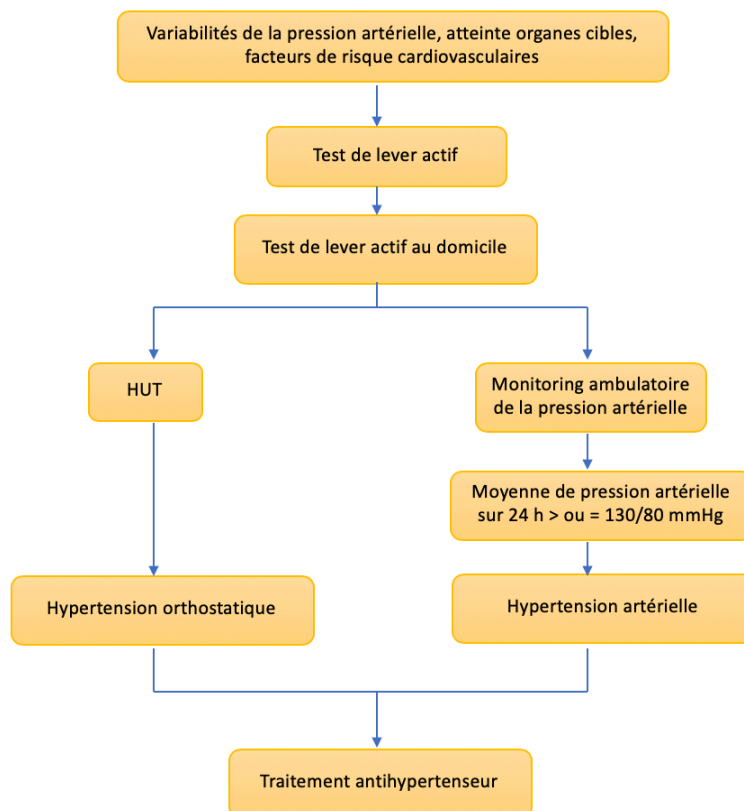 Variabilités de la pression artérielle, atteinte organes cibles,
facteurs de risque cardiovasculaires
Test de lever actif
Test de lever actif au domicile
HUT
Monitoring ambulatoire
de la pression artérielle
Moyenne de pression artérielle
sur 24 h > ou = 130/80 mmHg
Hypertension orthostatique
Hypertension artérielle
Traitement antihypertenseur